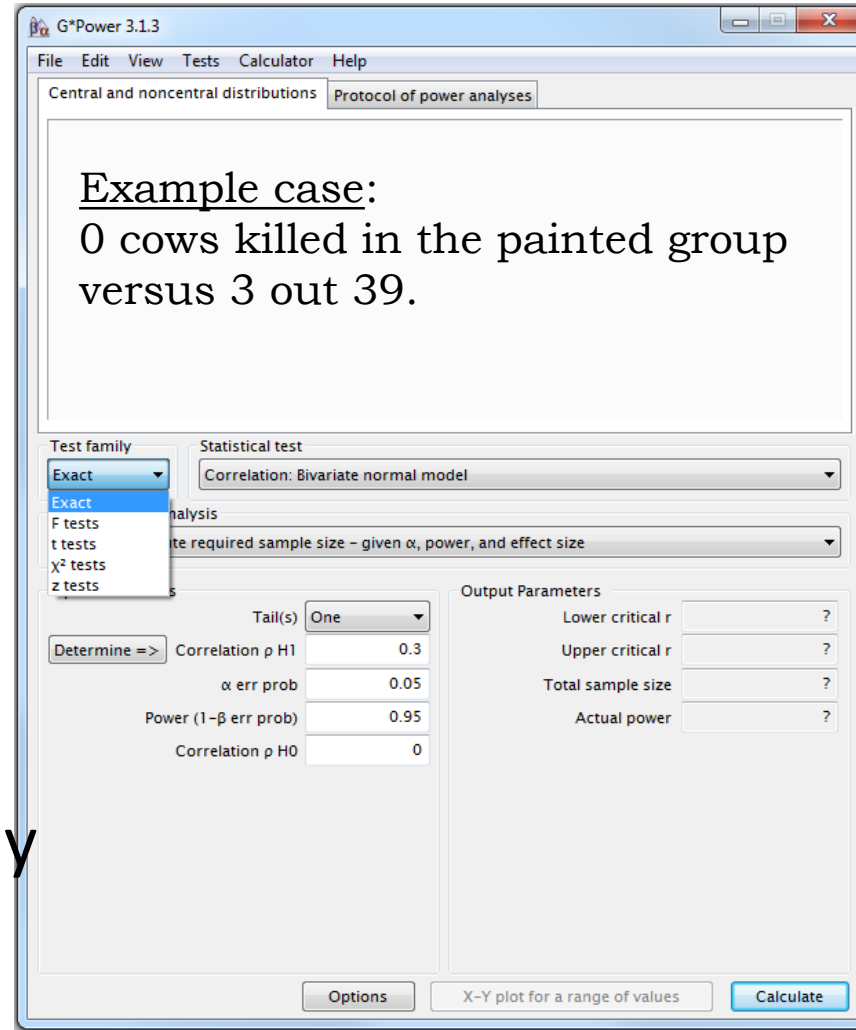 βα G*Power 3.1.3
File Edit View Tests Calculator Help
Central and noncentral distributions Protocol of power analyses
Example case:
0 cows killed in the painted group
versus 3 out 39.
Test family Statistical test
Exact Correlation: Bivariate normal model
Exact
F tests
t tests
χ² tests
z tests
nalysis
te required sample size – given α, power, and effect size
s
Output Parameters
Tail(s) One Lower critical r ?
Determine => Correlation ρ H1 0.3 Upper critical r ?
α err prob 0.05 Total sample size ?
Power (1-β err prob) 0.95 Actual power ?
Correlation ρ H0 0
y
Options X-Y plot for a range of values Calculate